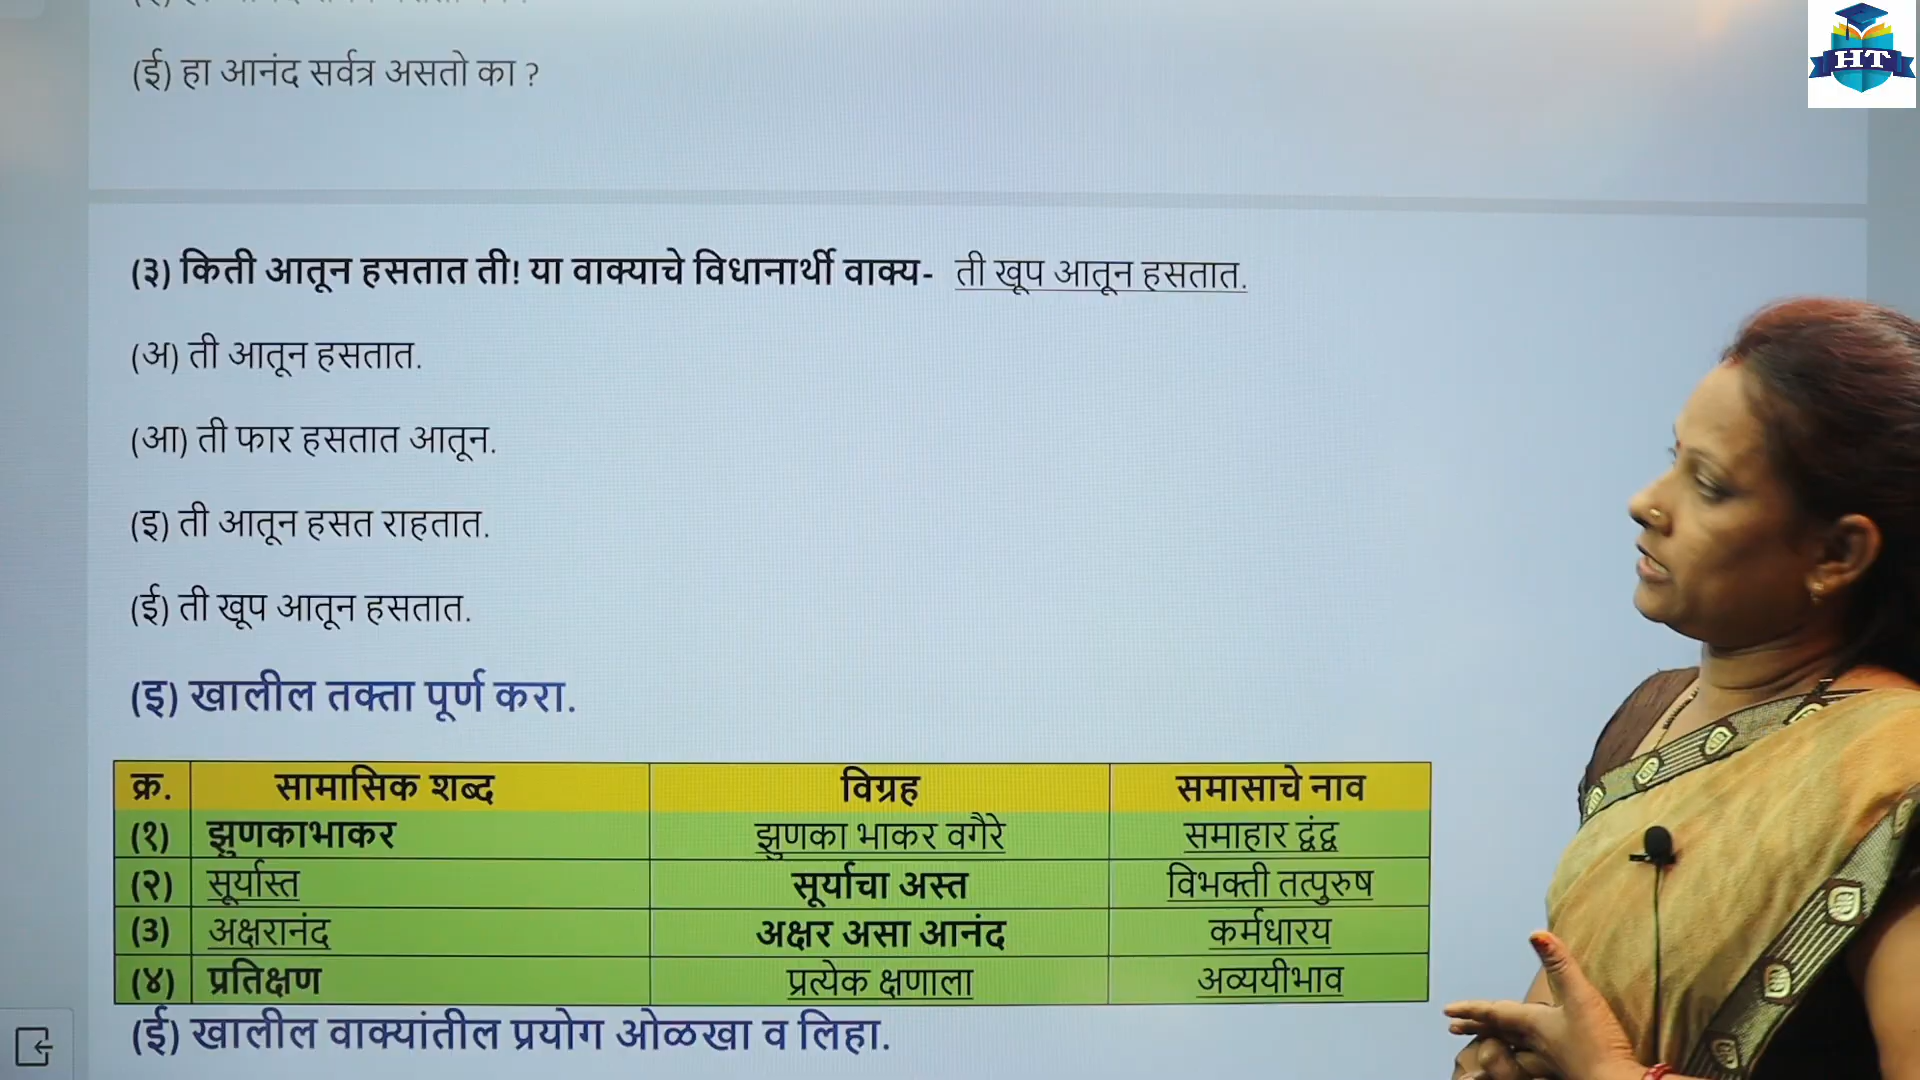 HT
(ई) हा आनंद सर्वत्र असतो का ?
(३) किती आतून हसतात ती! या वाक्याचे विधानार्थी वाक्य- ती खूप आतून हसतात.
(अ) ती आतून हसतात.
(आ) ती फार हसतात आतून.
(इ) ती आतून हसत राहतात.
(ई) ती खूप आतून हसतात.
(इ) खालील तक्ता पूर्ण करा.
क्र. सामासिक शब्द विग्रह समासाचे नाव
(१) झुणकाभाकर झुणका भाकर वगैरे समाहार द्वंद्व
(२) सूर्यास्त सूर्याचा अस्त विभक्ती तत्पुरुष
(३) अक्षरानंद अक्षर असा आनंद कर्मधारय
(४) प्रतिक्षण प्रत्येक क्षणाला अव्ययीभाव
(ई) खालील वाक्यांतील प्रयोग ओळखा व लिहा.